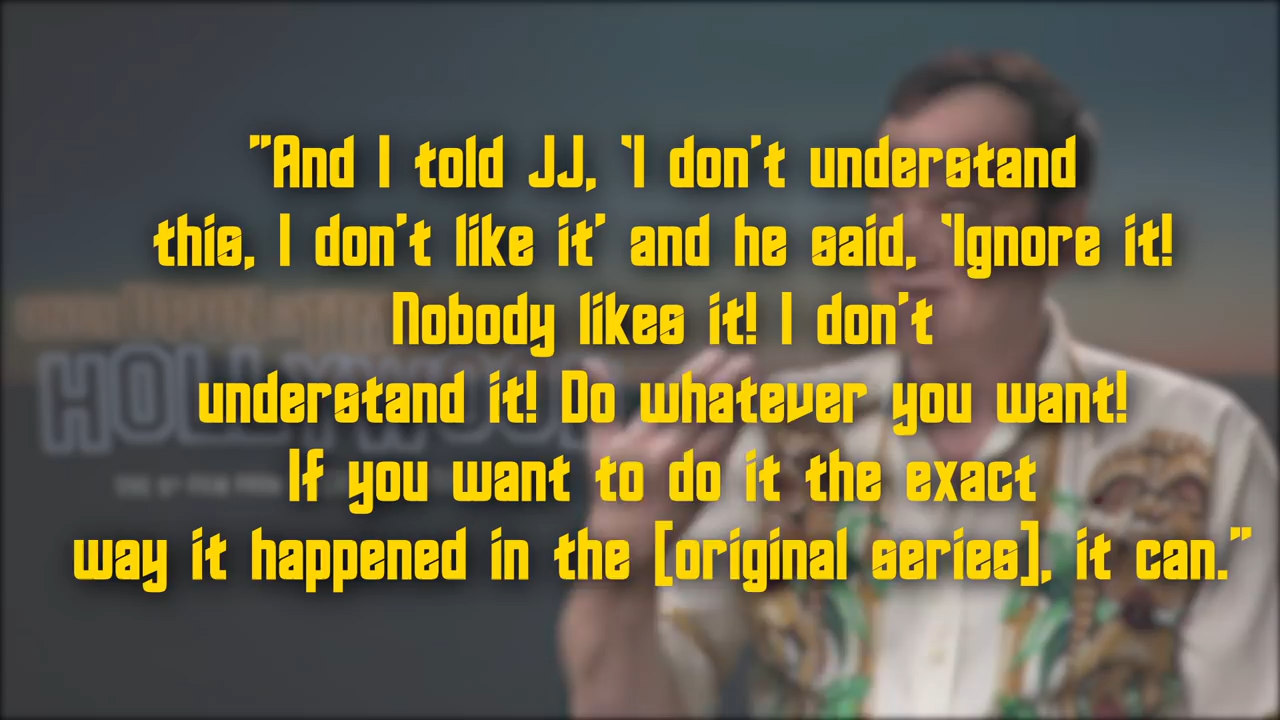 "And I told JJ, 'I don't understand
this, I don't like it' and he said, 'Ignore it!
Nobody likes it! I don't
understand it! Do whatever you want!
If you want to do it the exact
way it happened in the [original series], it can."
HOLLYWOOD